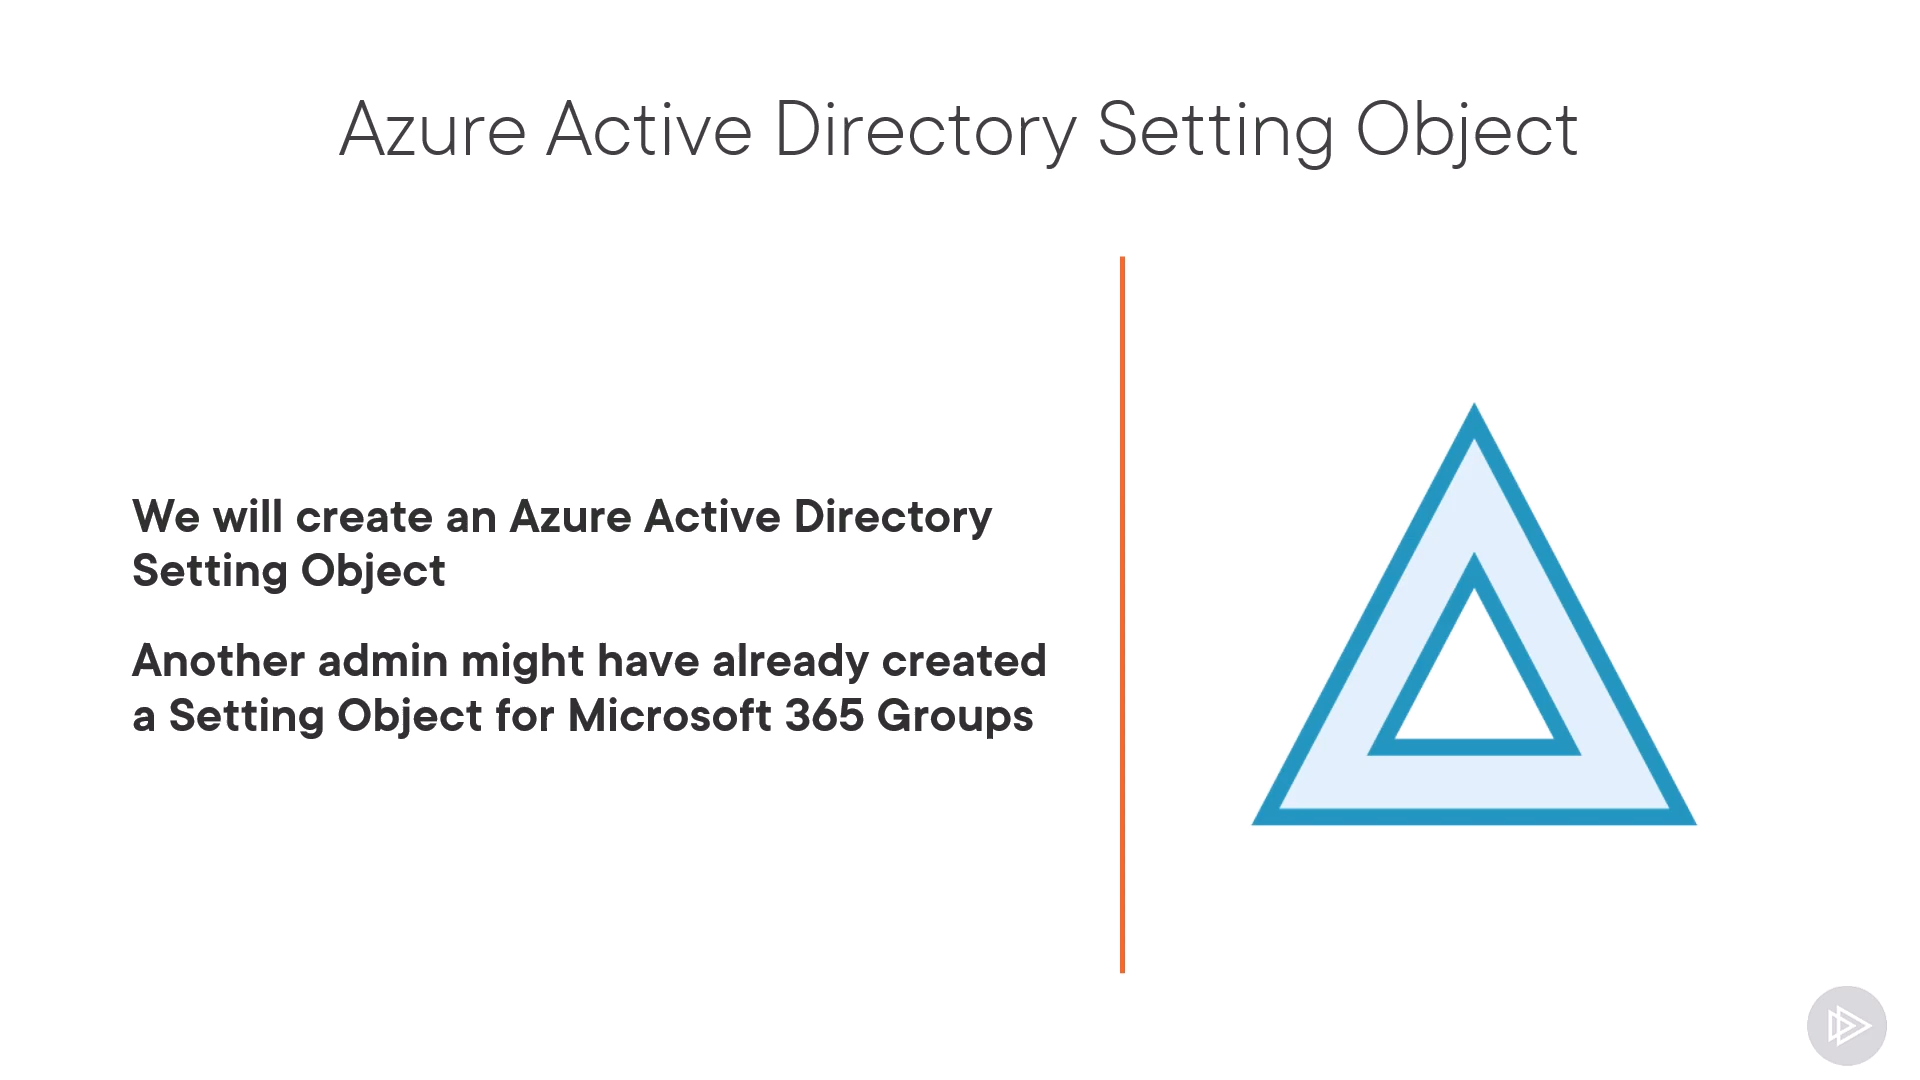 Azure Active Directory Setting Object
We will create an Azure Active Directory
Setting Object
Another admin might have already created
a Setting Object for Microsoft 365 Groups